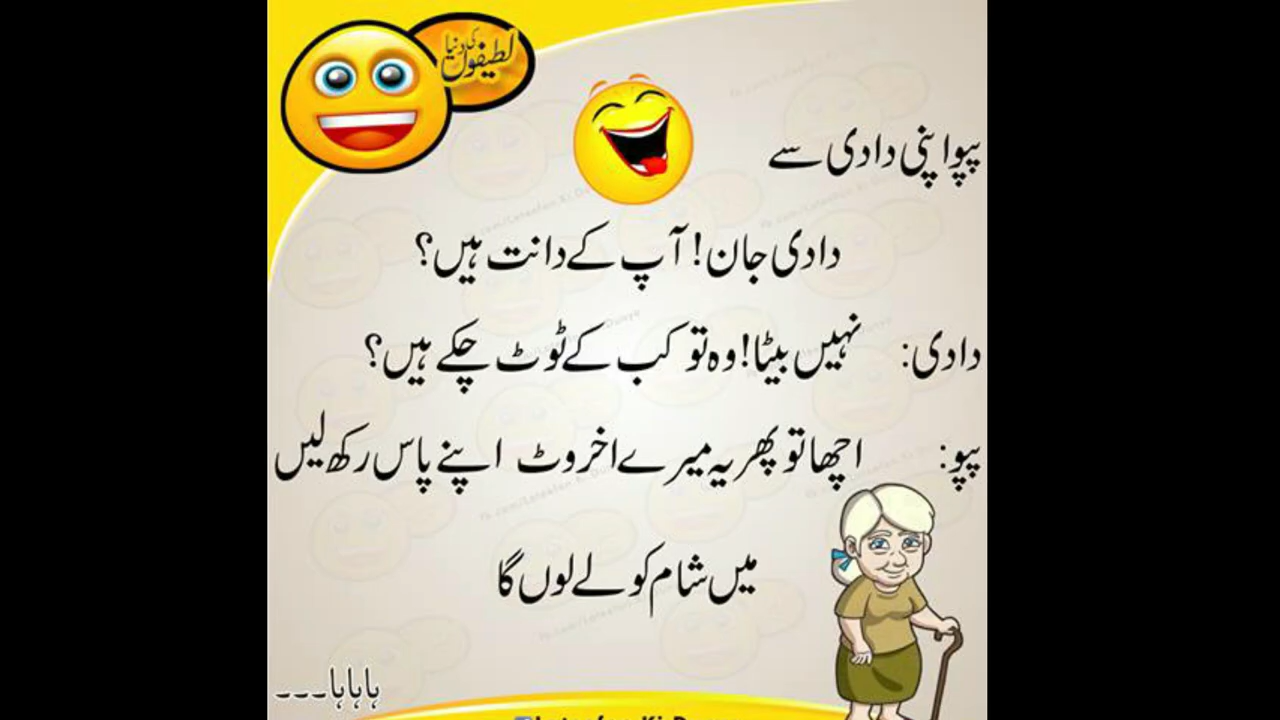 لطیفوں کی دنیا
پپو اپنی دادی سے
دادی جان! آپ کے دانت ہیں؟
دادی: نہیں بیٹا! وہ تو کب کے ٹوٹ چکے ہیں؟
پپو: اچھا تو پھر یہ میرے اخروٹ اپنے پاس رکھ لیں
میں شام کو لے لوں گا
ہاہاہا۔۔۔